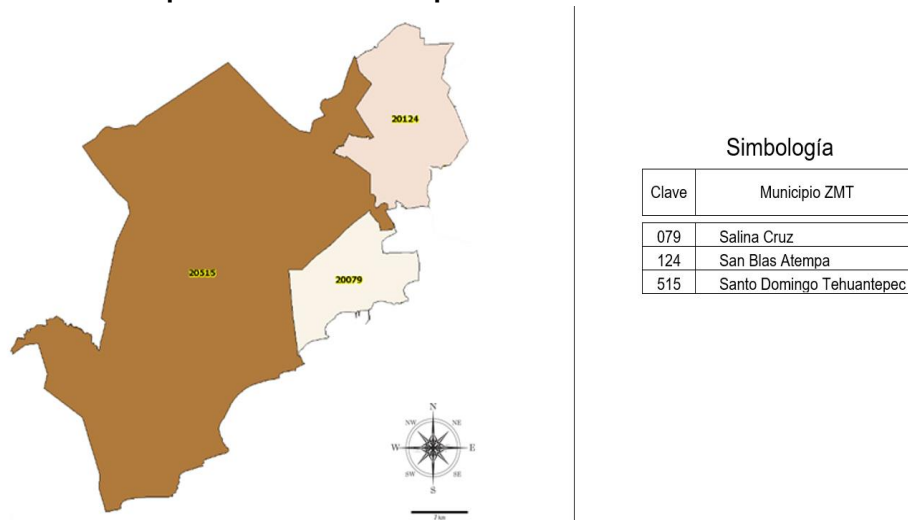 20124
20515
20079
N
NW
NE
W
E
SW
SE
S
Simbología
Clave Municipio ZMT
079 Salina Cruz
124 San Blas Atempa
515 Santo Domingo Tehuantepec